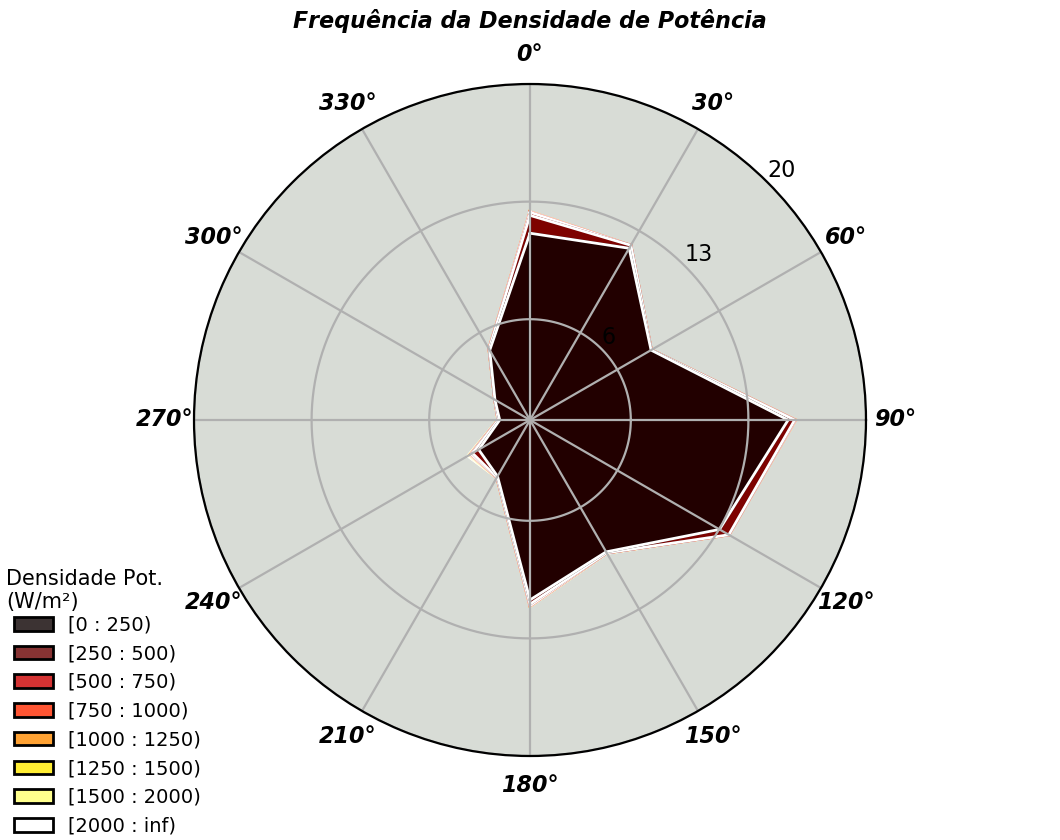 Frequência da Densidade de Potência
0°
330°
30°
20
300°
60°
13
6
270°
90°
240°
120°
210°
150°
180°
Densidade Pot.
(W/m²)
[0 : 250)
[250 : 500)
[500 : 750)
[750 : 1000)
[1000 : 1250)
[1250 : 1500)
[1500 : 2000)
[2000 : inf)